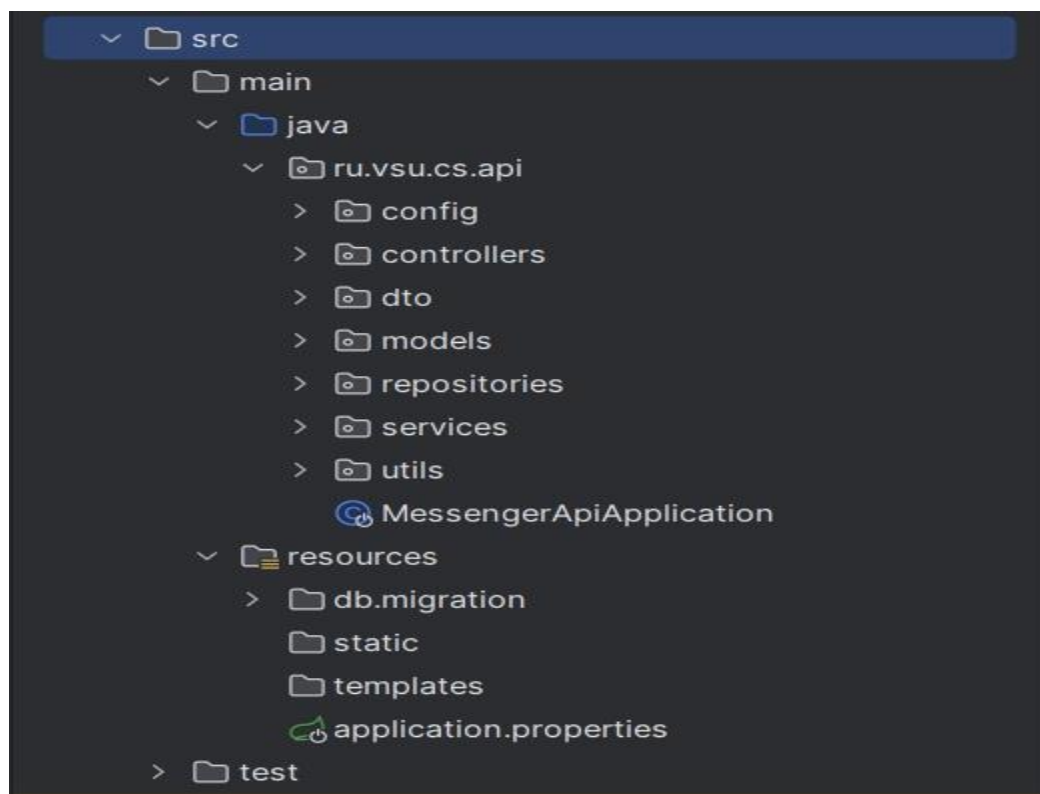 src
main
java
ru.vsu.cs.api
config
controllers
dto
models
repositories
services
utils
MessengerApiApplication
resources
db.migration
static
templates
application.properties
test